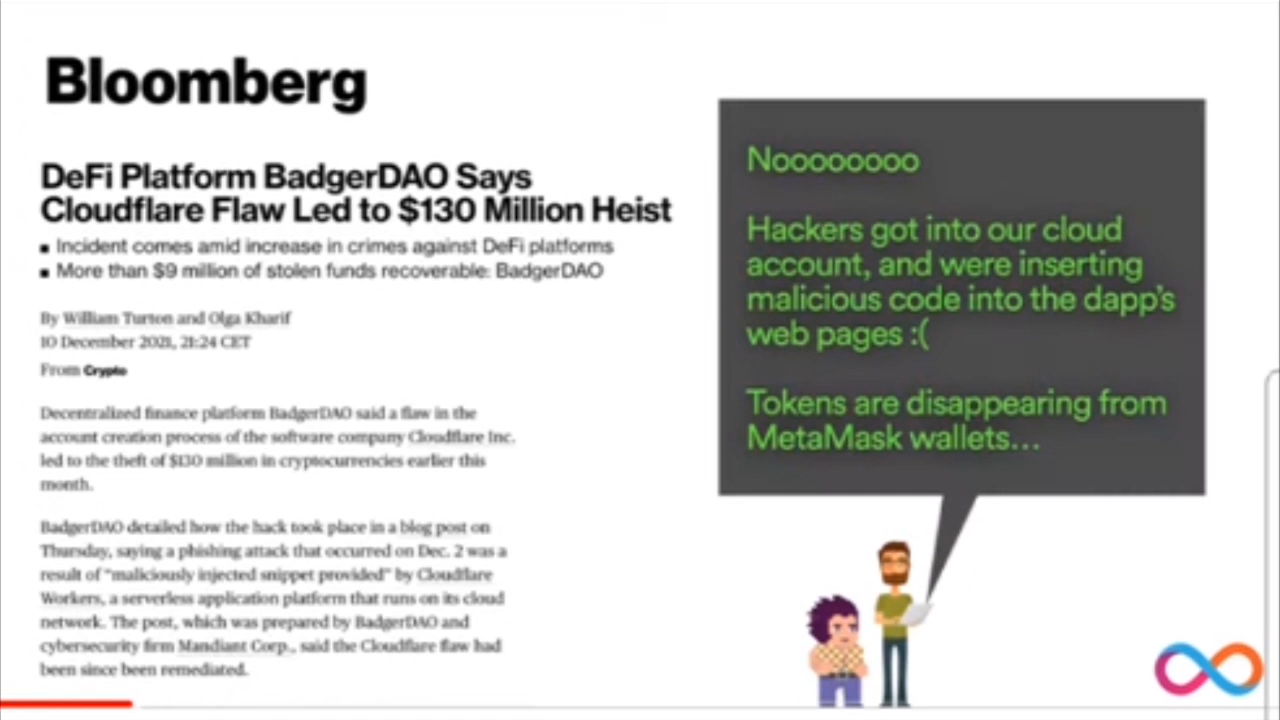 Bloomberg
DeFi Platform BadgerDAO Says
Cloudflare Flaw Led to $130 Million Heist
Incident comes amid increase in crimes against DeFi platforms
More than $9 million of stolen funds recoverable: BadgerDAO
By William Turton and Olga Kharif
10 December 2021, 21:24 CET
From Crypto
Decentralized finance platform BadgerDAO said a flaw in the
account creation process of the software company Cloudflare Inc.
led to the theft of $130 million in cryptocurrencies earlier this
month.
BadgerDAO detailed how the hack took place in a blog post on
Thursday, saying a phishing attack that occurred on Dec. 2 was a
result of “maliciously injected snippet provided” by Cloudflare
Workers, a serverless application platform that runs on its cloud
network. The post, which was prepared by BadgerDAO and
cybersecurity firm Mandiant Corp., said the Cloudflare flaw had
been since been remediated.
Noooooooo
Hackers got into our cloud
account, and were inserting
malicious code into the dapp’s
web pages :(
Tokens are disappearing from
MetaMask wallets...